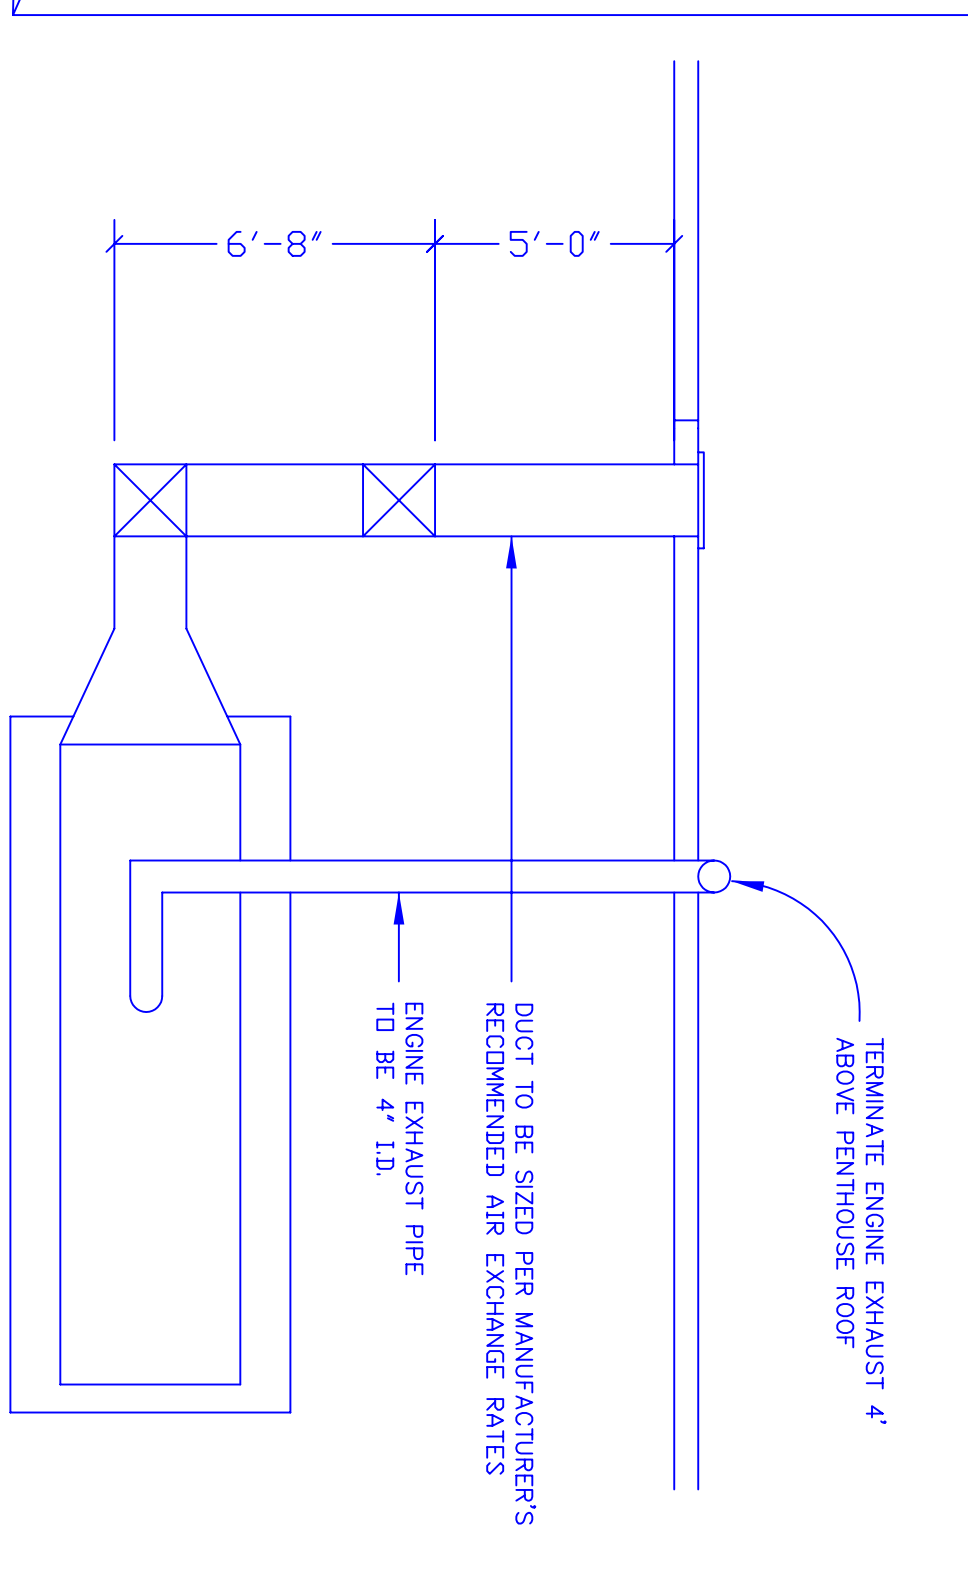 6'-8"
5'-0"
TERMINATE ENGINE EXHAUST 4'
ABOVE PENTHOUSE ROOF
DUCT TO BE SIZED PER MANUFACTURER'S
RECOMMENDED AIR EXCHANGE RATES
ENGINE EXHAUST PIPE
TO BE 4" I.D.